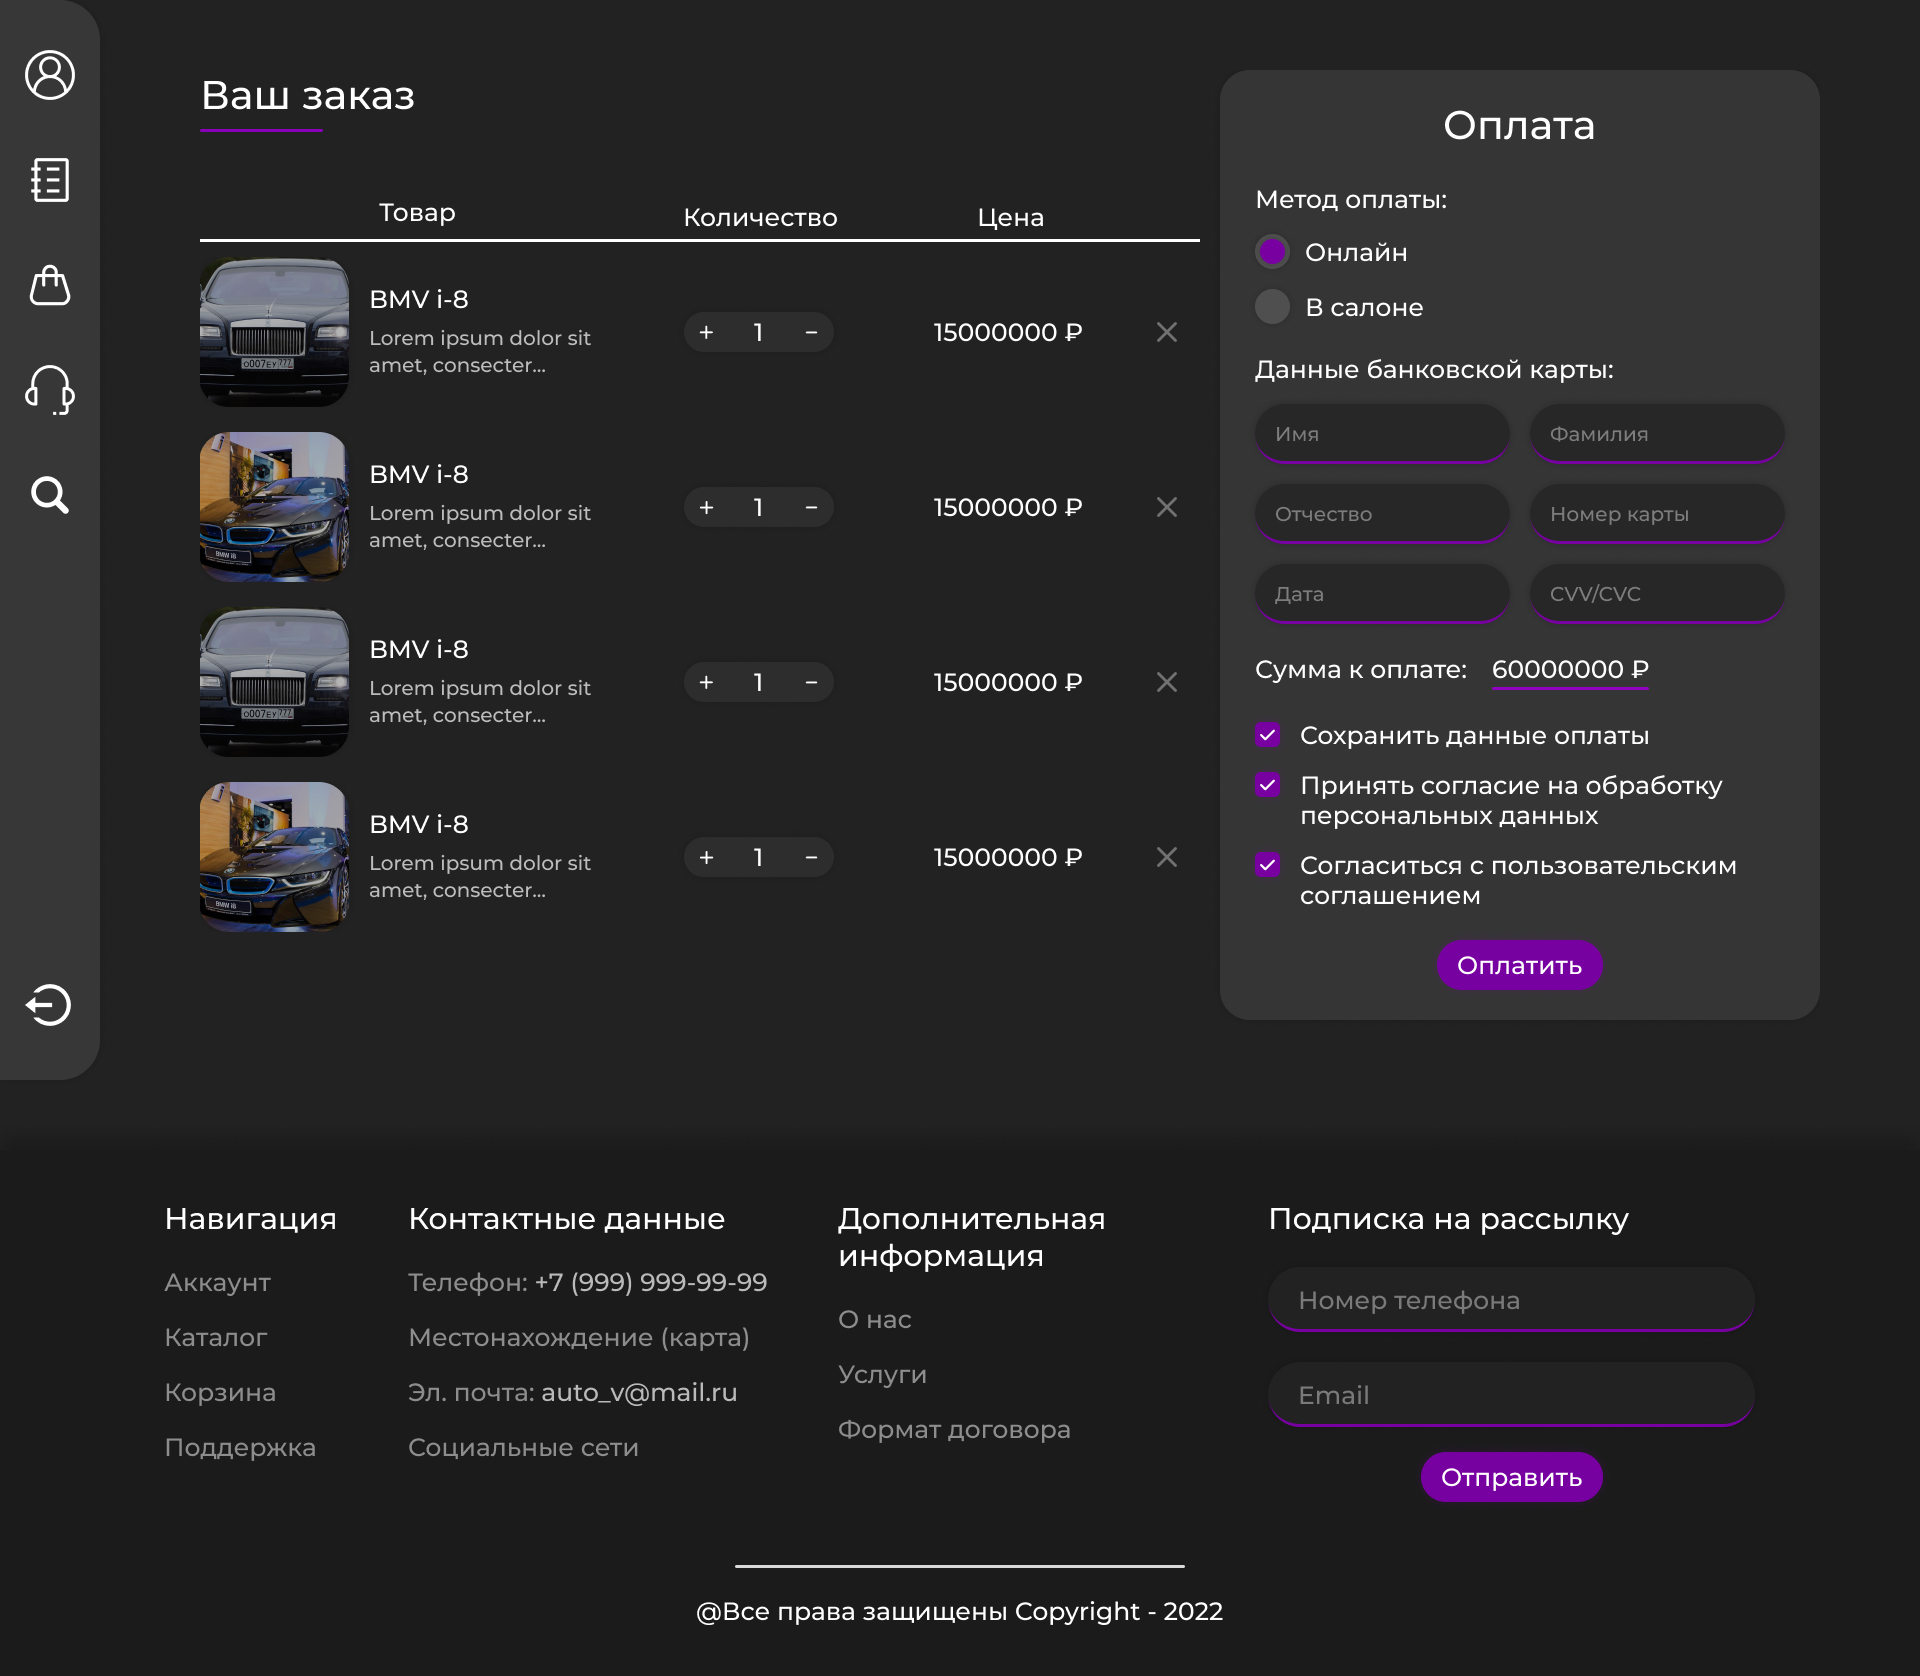 Ваш заказ
Товар
Количество
Цена
BMV i-8
Lorem ipsum dolor sit
amet, consecter...
+ 1 −
15000000 ₽
о007еу777
BMV i-8
Lorem ipsum dolor sit
amet, consecter...
+ 1 −
15000000 ₽
BMW i8
BMV i-8
Lorem ipsum dolor sit
amet, consecter...
+ 1 −
15000000 ₽
о007еу777
BMV i-8
Lorem ipsum dolor sit
amet, consecter...
+ 1 −
15000000 ₽
BMW i8
Оплата
Метод оплаты:
Онлайн
В салоне
Данные банковской карты:
Имя
Фамилия
Отчество
Номер карты
Дата
CVV/CVC
Сумма к оплате: 60000000 ₽
Сохранить данные оплаты
Принять согласие на обработку
персональных данных
Согласиться с пользовательским
соглашением
Оплатить
Навигация
Аккаунт
Каталог
Корзина
Поддержка
Контактные данные
Телефон: +7 (999) 999-99-99
Местонахождение (карта)
Эл. почта: auto_v@mail.ru
Социальные сети
Дополнительная
информация
О нас
Услуги
Формат договора
Подписка на рассылку
Номер телефона
Email
Отправить
@Все права защищены Copyright - 2022